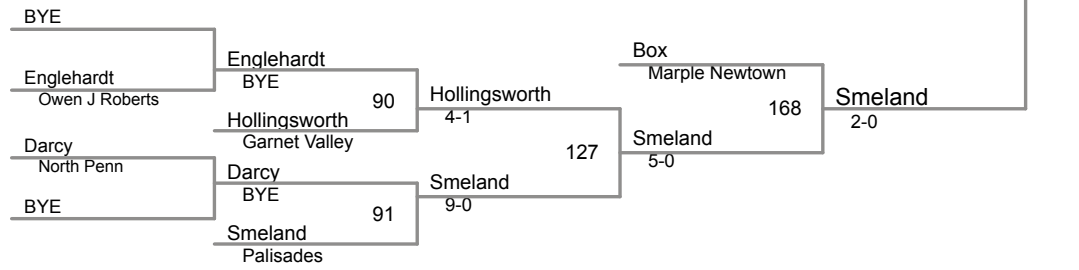 BYE
Englehardt
Owen J Roberts
Darcy
North Penn
BYE
Englehardt
BYE
90
Hollingsworth
Garnet Valley
Darcy
BYE
91
Smeland
Palisades
Hollingsworth
4-1
127
Smeland
9-0
Box
Marple Newtown
168
Smeland
5-0
Smeland
2-0